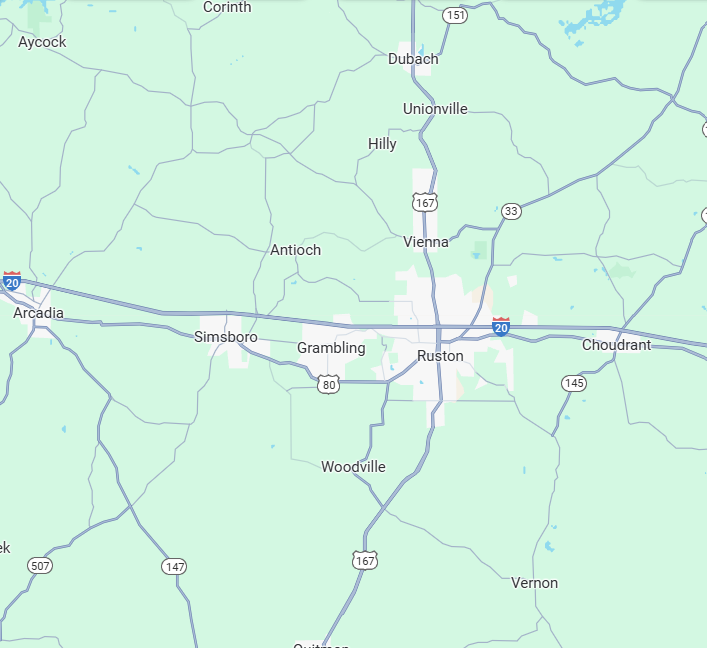 Corinth
151
Aycock
Dubach
Unionville
Hilly
167
33
Vienna
Antioch
20
Arcadia
20
Simsboro
Grambling
Choudrant
Ruston
80
145
Woodville
167
507
147
Vernon